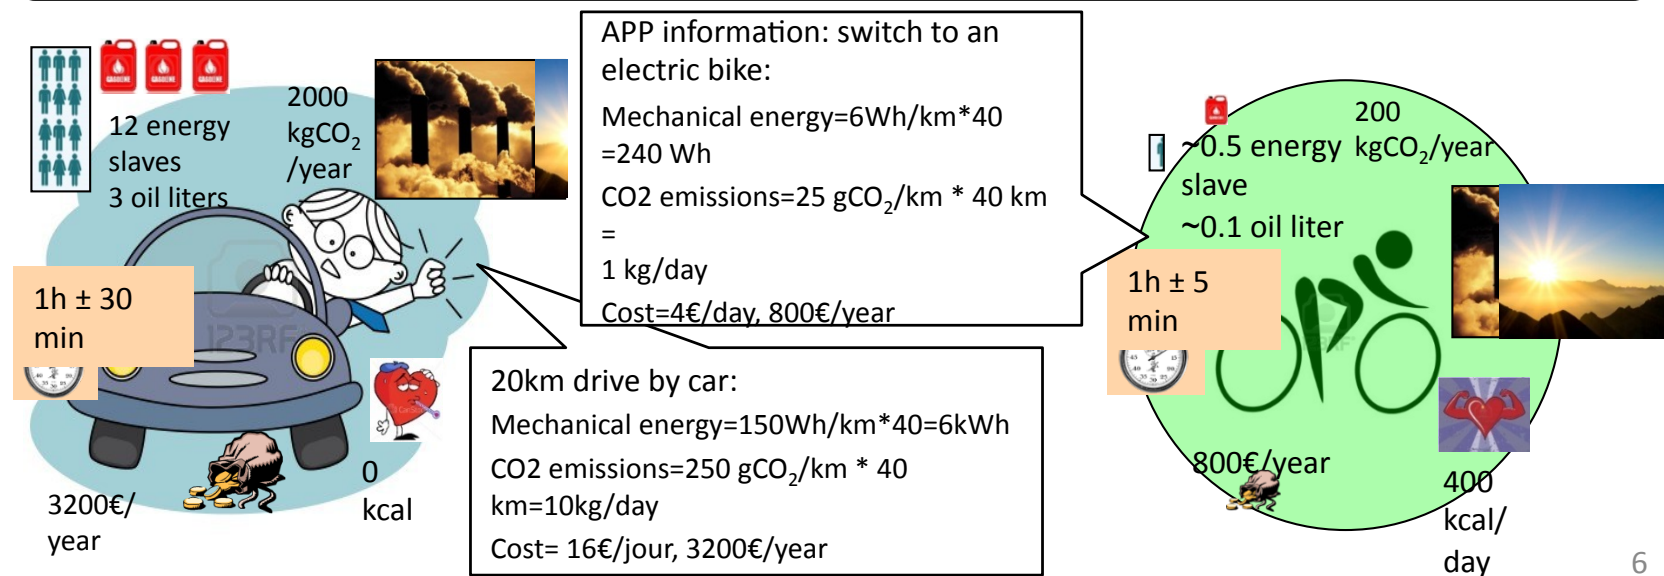 12 energy
slaves
3 oil liters
2000
kgCO₂
/year
1h ± 30
min
3200€/
year
0
kcal
APP information: switch to an
electric bike:
Mechanical energy=6Wh/km*40
=240 Wh
CO2 emissions=25 gCO₂/km * 40 km
=
1 kg/day
Cost=4€/day, 800€/year
20km drive by car:
Mechanical energy=150Wh/km*40=6kWh
CO2 emissions=250 gCO₂/km * 40
km=10kg/day
Cost= 16€/jour, 3200€/year
~0.5 energy
slave
~0.1 oil liter
200
kgCO₂/year
1h ± 5
min
800€/year
400
kcal/
day
123RF
6